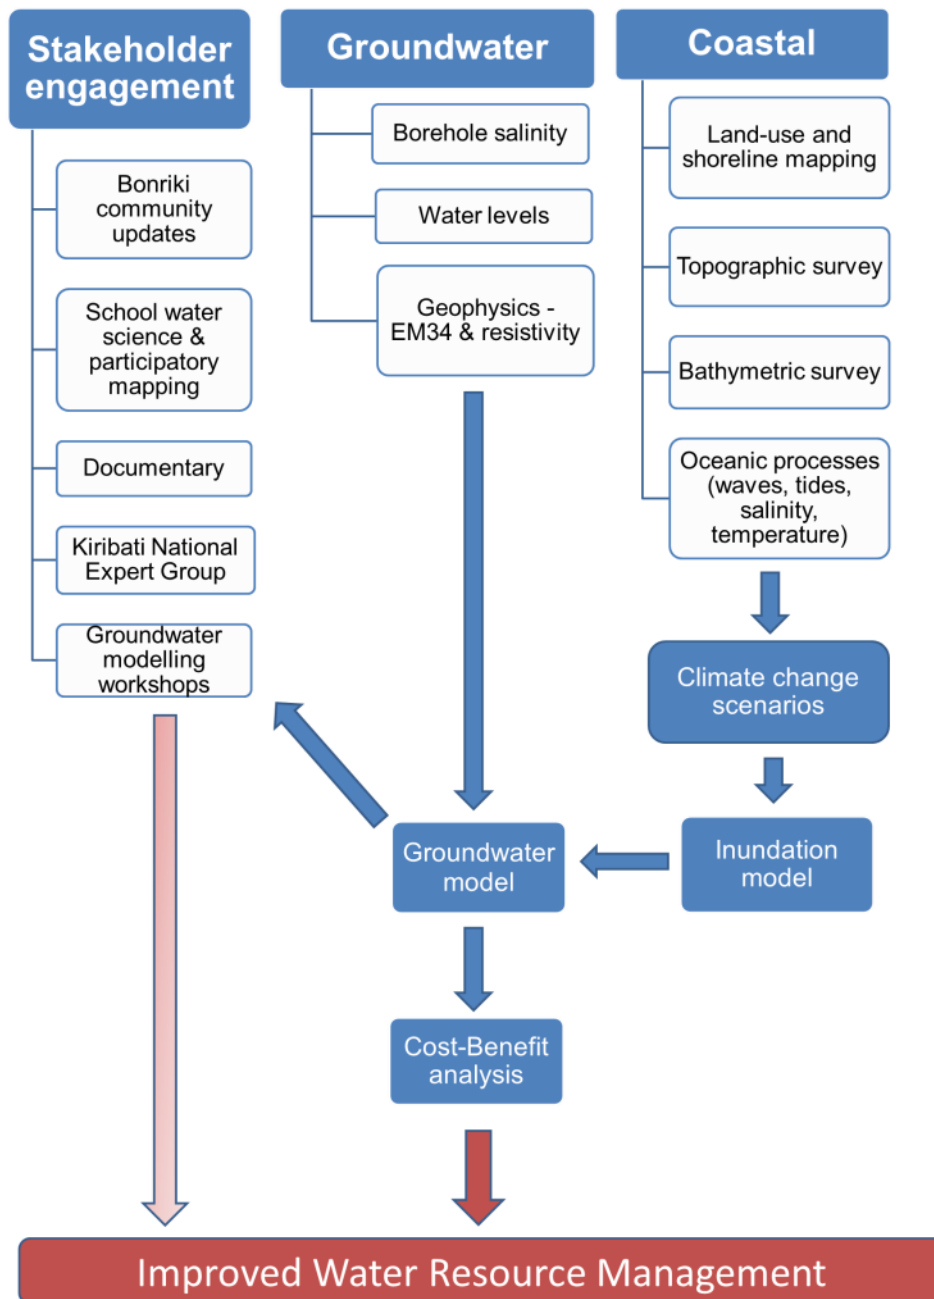 Stakeholder
engagement
Bonriki
community
updates
School water
science &
participatory
mapping
Documentary
Kiribati National
Expert Group
Groundwater
modelling
workshops
Groundwater
Borehole salinity
Water levels
Geophysics -
EM34 & resistivity
Coastal
Land-use and
shoreline mapping
Topographic survey
Bathymetric survey
Oceanic processes
(waves, tides,
salinity,
temperature)
Climate change
scenarios
Inundation
model
Groundwater
model
Cost-Benefit
analysis
Improved Water Resource Management